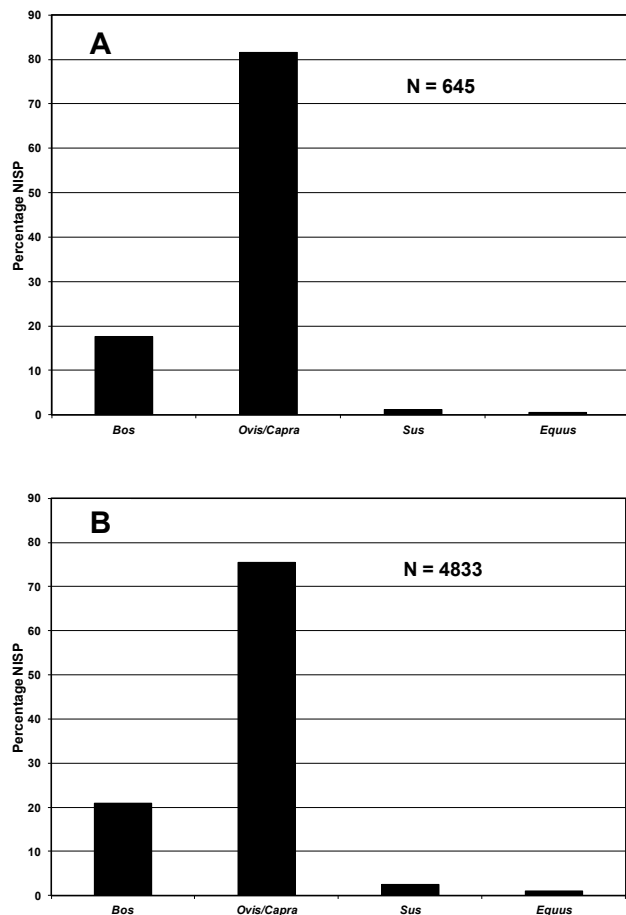 A
N = 645
Percentage NISP
90
80
70
60
50
40
30
20
10
0
Bos
Ovis/Capra
Sus
Equus
B
N = 4833
Percentage NISP
90
80
70
60
50
40
30
20
10
0
Bos
Ovis/Capra
Sus
Equus